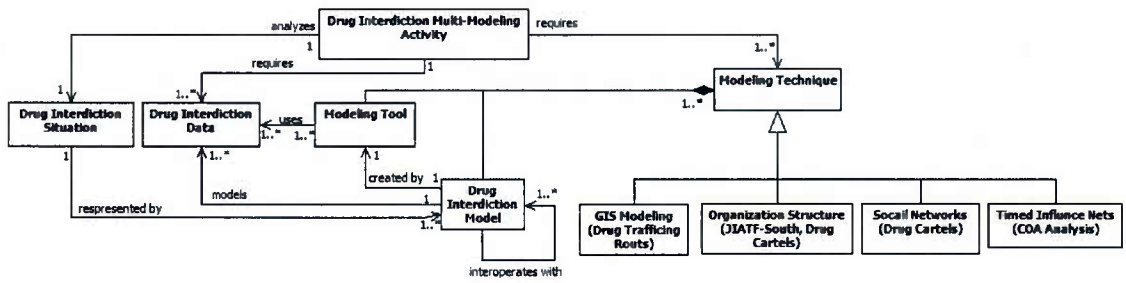 Drug Interdiction Multi-Modeling
Activity
analyzes
1
requires
1..*
requires
1
1
1..*
Modeling Technique
1..*
Drug Interdiction
Situation
Drug Interdiction
Data
Modeling Tool
uses
1..*
1..*
1
1..*
1
created by
1
models
1
Drug
Interdiction
Model
1..*
respresented by
1..*
interoperates with
GIS Modeling
(Drug Trafficing
Routs)
Organization Structure
(JIATF-South, Drug
Cartels)
Socail Networks
(Drug Cartels)
Timed Influnce Nets
(COA Analysis)